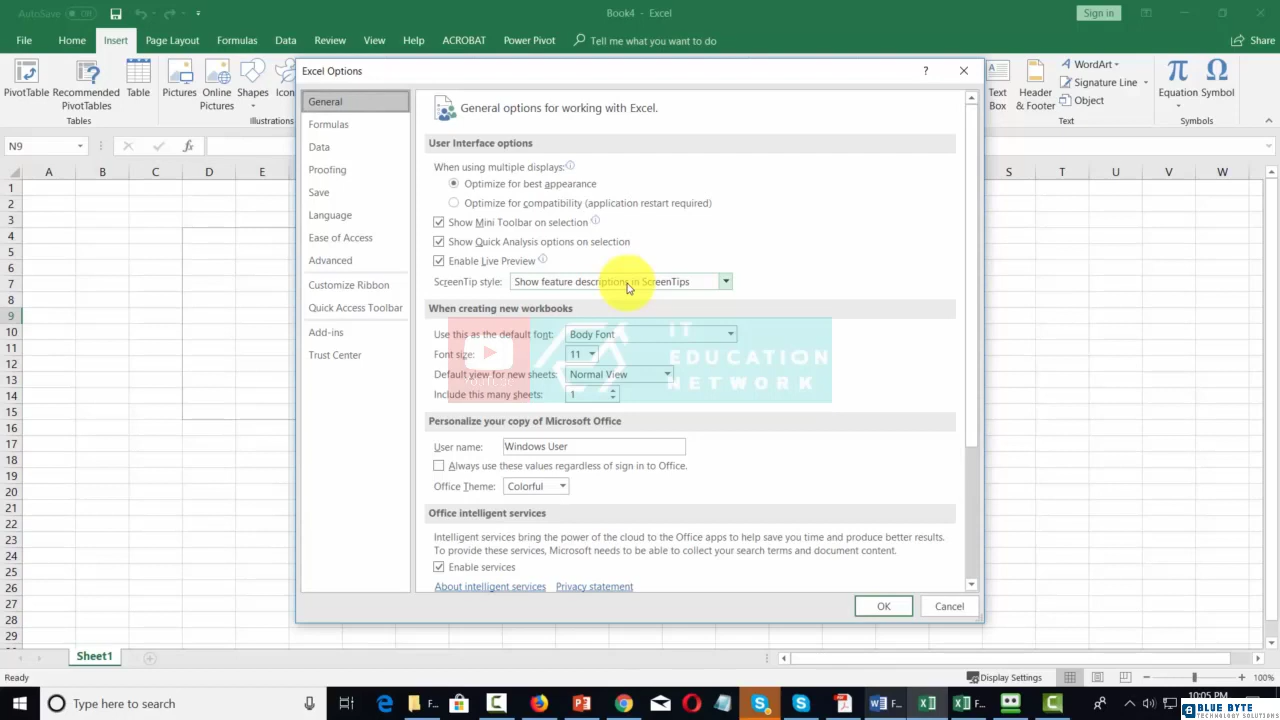 AutoSave Off
Book4 - Excel
Sign in
File Home Insert Page Layout Formulas Data Review View Help ACROBAT Power Pivot Tell me what you want to do
Share
PivotTable Recommended PivotTables Table
Pictures Online Pictures Shapes
Tables
Illustrations
WordArt
Signature Line
Object
Text Box
Header & Footer
Equation Symbol
Text
Symbols
N9
fx
A B C D E S T U V W
1
2
3
4
5
6
7
8
9
10
11
12
13
14
15
16
17
18
19
20
21
22
23
24
25
26
27
28
29
Excel Options
?
General
Formulas
Data
Proofing
Save
Language
Ease of Access
Advanced
Customize Ribbon
Quick Access Toolbar
Add-ins
Trust Center
General options for working with Excel.
User Interface options
When using multiple displays:
Optimize for best appearance
Optimize for compatibility (application restart required)
Show Mini Toolbar on selection
Show Quick Analysis options on selection
Enable Live Preview
ScreenTip style: Show feature descriptions in ScreenTips
When creating new workbooks
Use this as the default font: Body Font
Font size: 11
Default view for new sheets: Normal View
Include this many sheets: 1
IT
EDUCATION
NETWORK
Personalize your copy of Microsoft Office
User name: Windows User
Always use these values regardless of sign in to Office.
Office Theme: Colorful
Office intelligent services
Intelligent services bring the power of the cloud to the Office apps to help save you time and produce better results.
To provide these services, Microsoft needs to be able to collect your search terms and document content.
Enable services
About intelligent services Privacy statement
OK Cancel
Sheet1
Ready
Display Settings
100%
Type here to search
F...
F...
F...
10:05 PM
BLUE BYTE
TECHNOLOGY SOLUTIONS